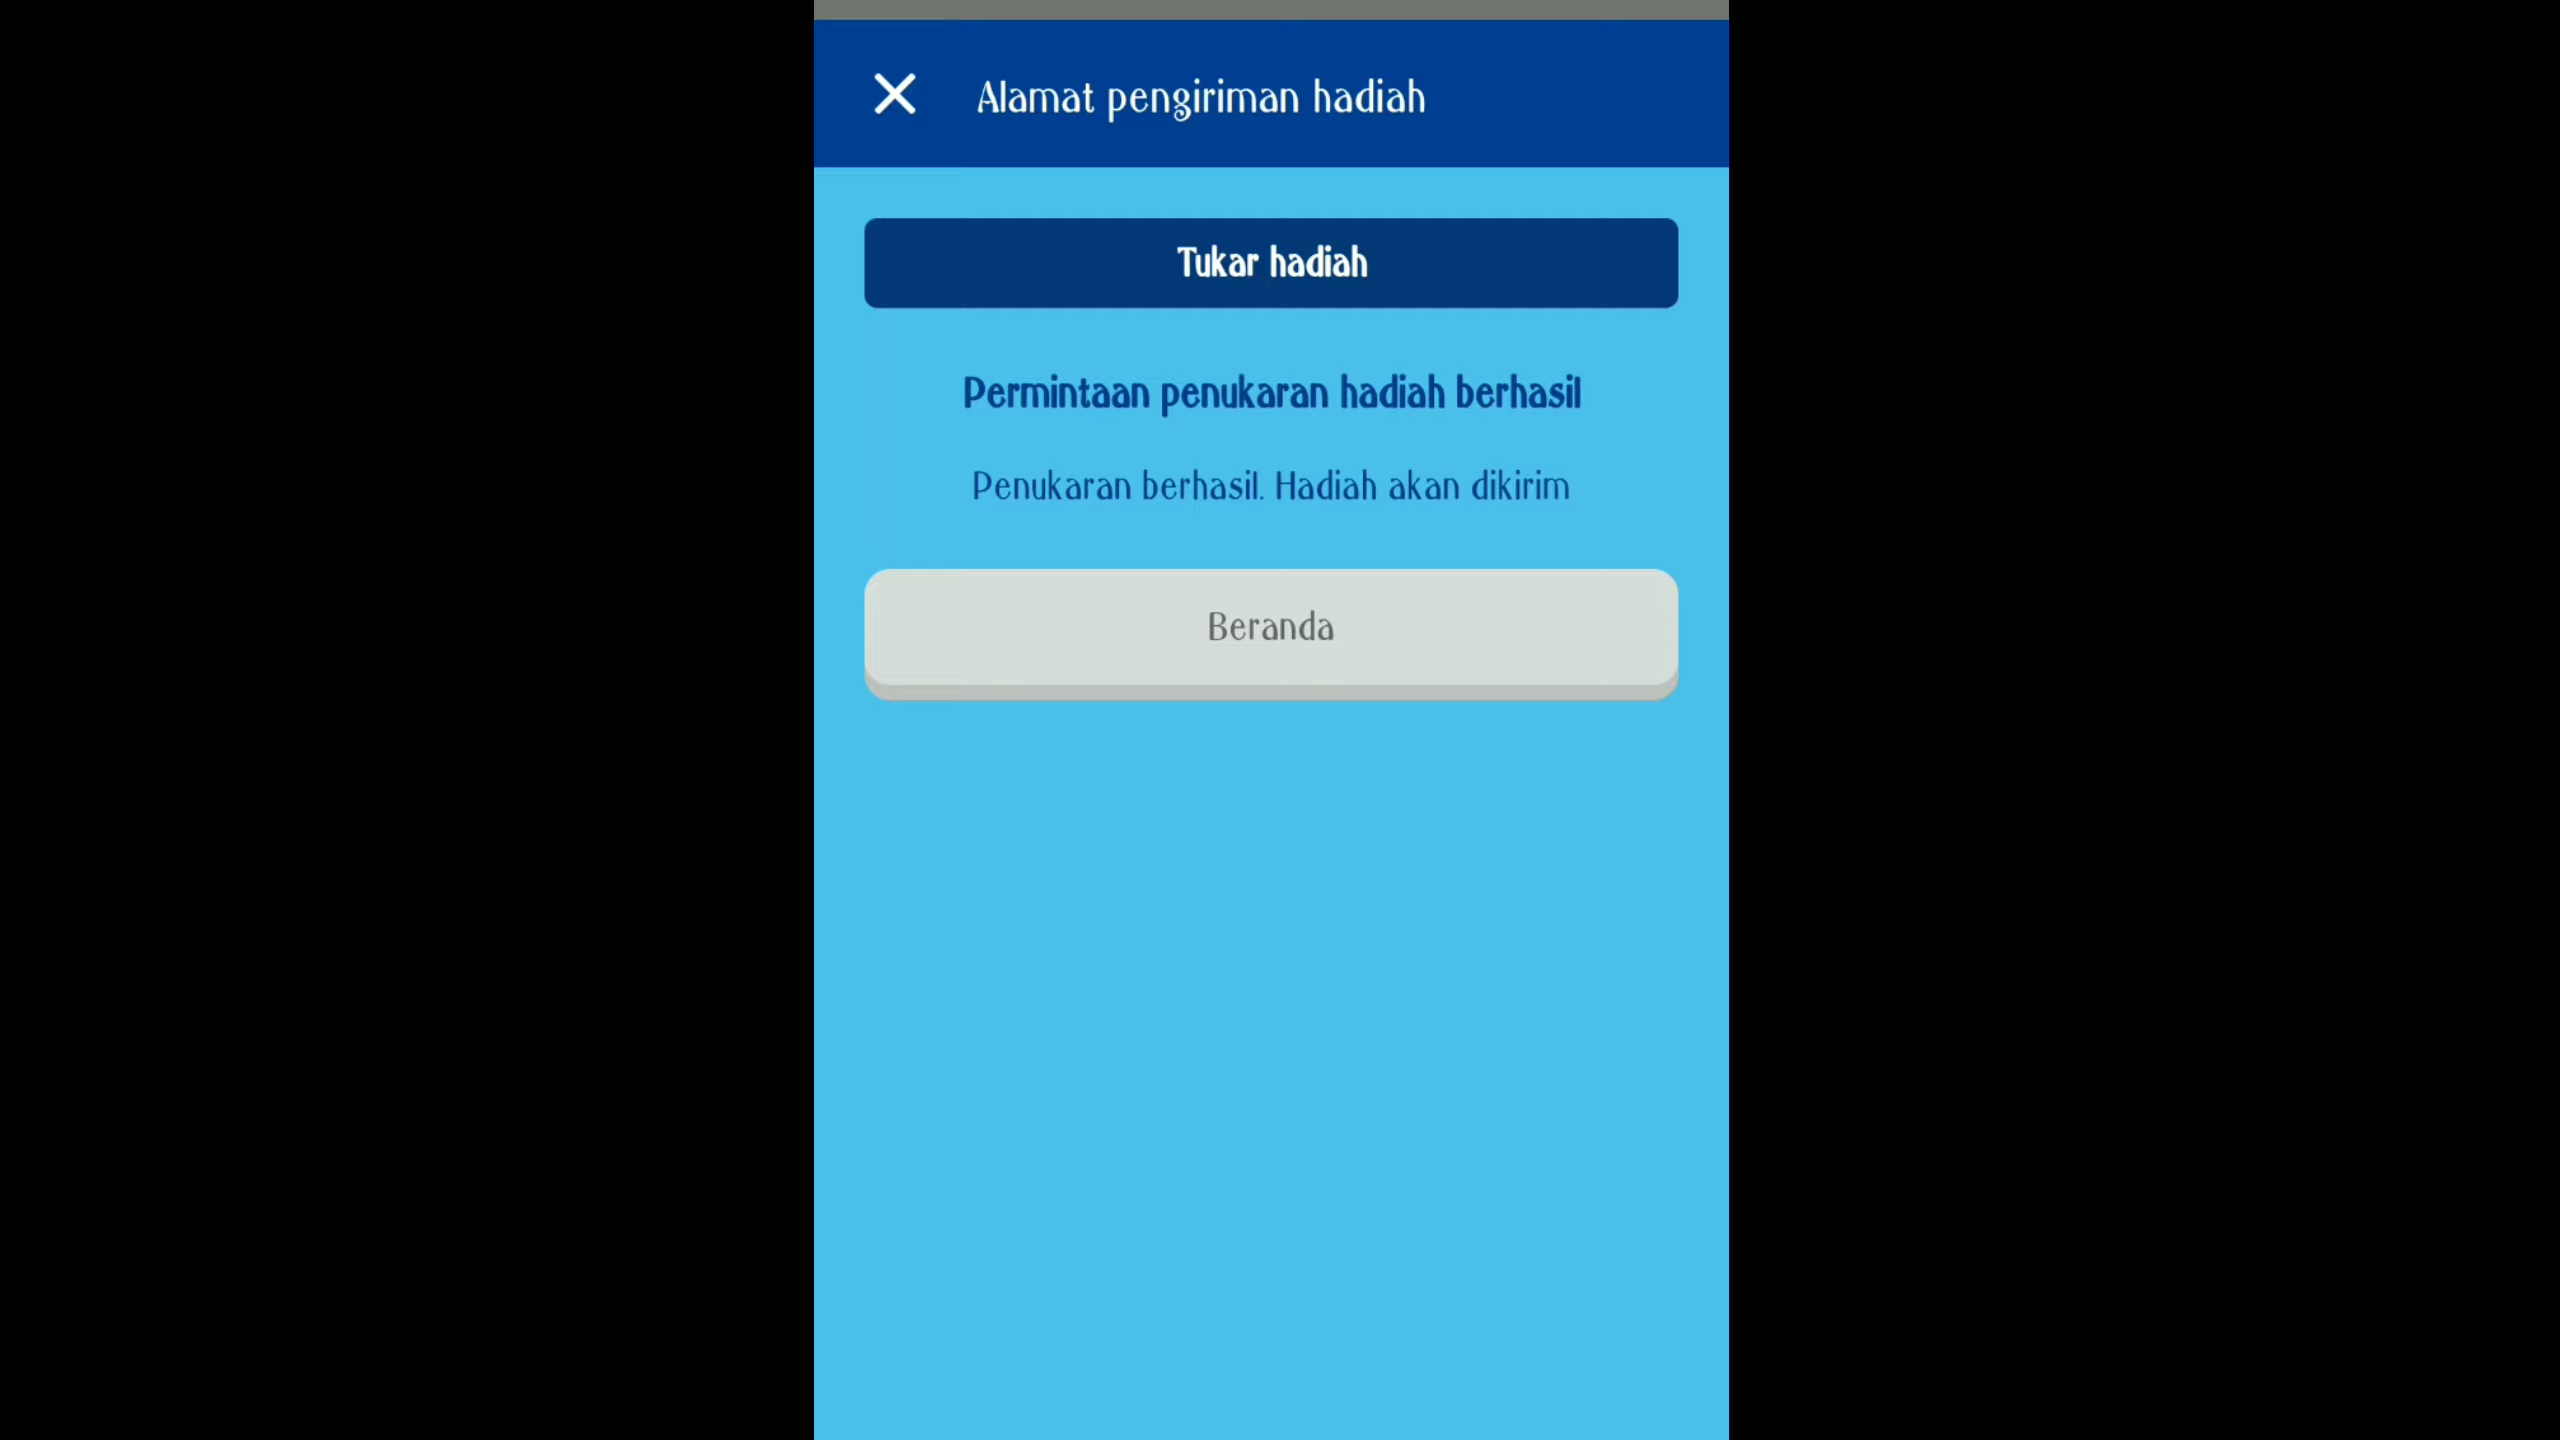 Alamat pengiriman hadiah
Tukar hadiah
Permintaan penukaran hadiah berhasil
Penukaran berhasil. Hadiah akan dikirim
Beranda